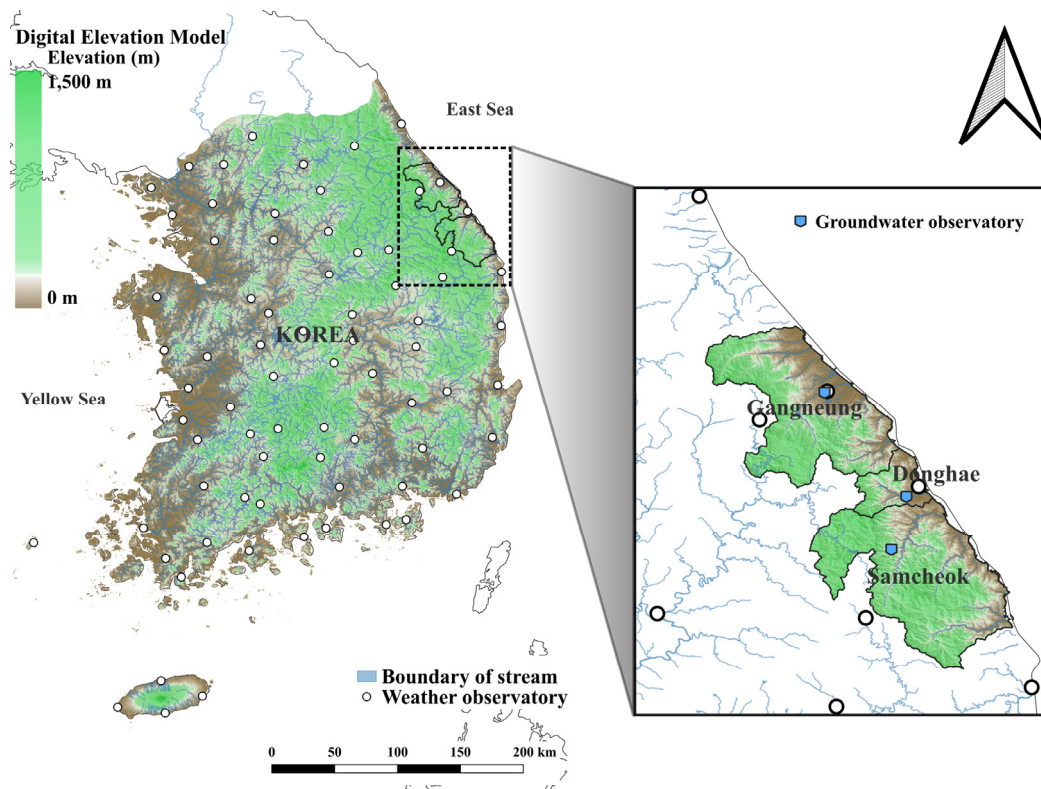 Digital Elevation Model
Elevation (m)
1,500 m
0 m
East Sea
KOREA
Yellow Sea
Boundary of stream
Weather observatory
0 50 100 150 200 km
Groundwater observatory
Gangneung
Donghae
Samcheok